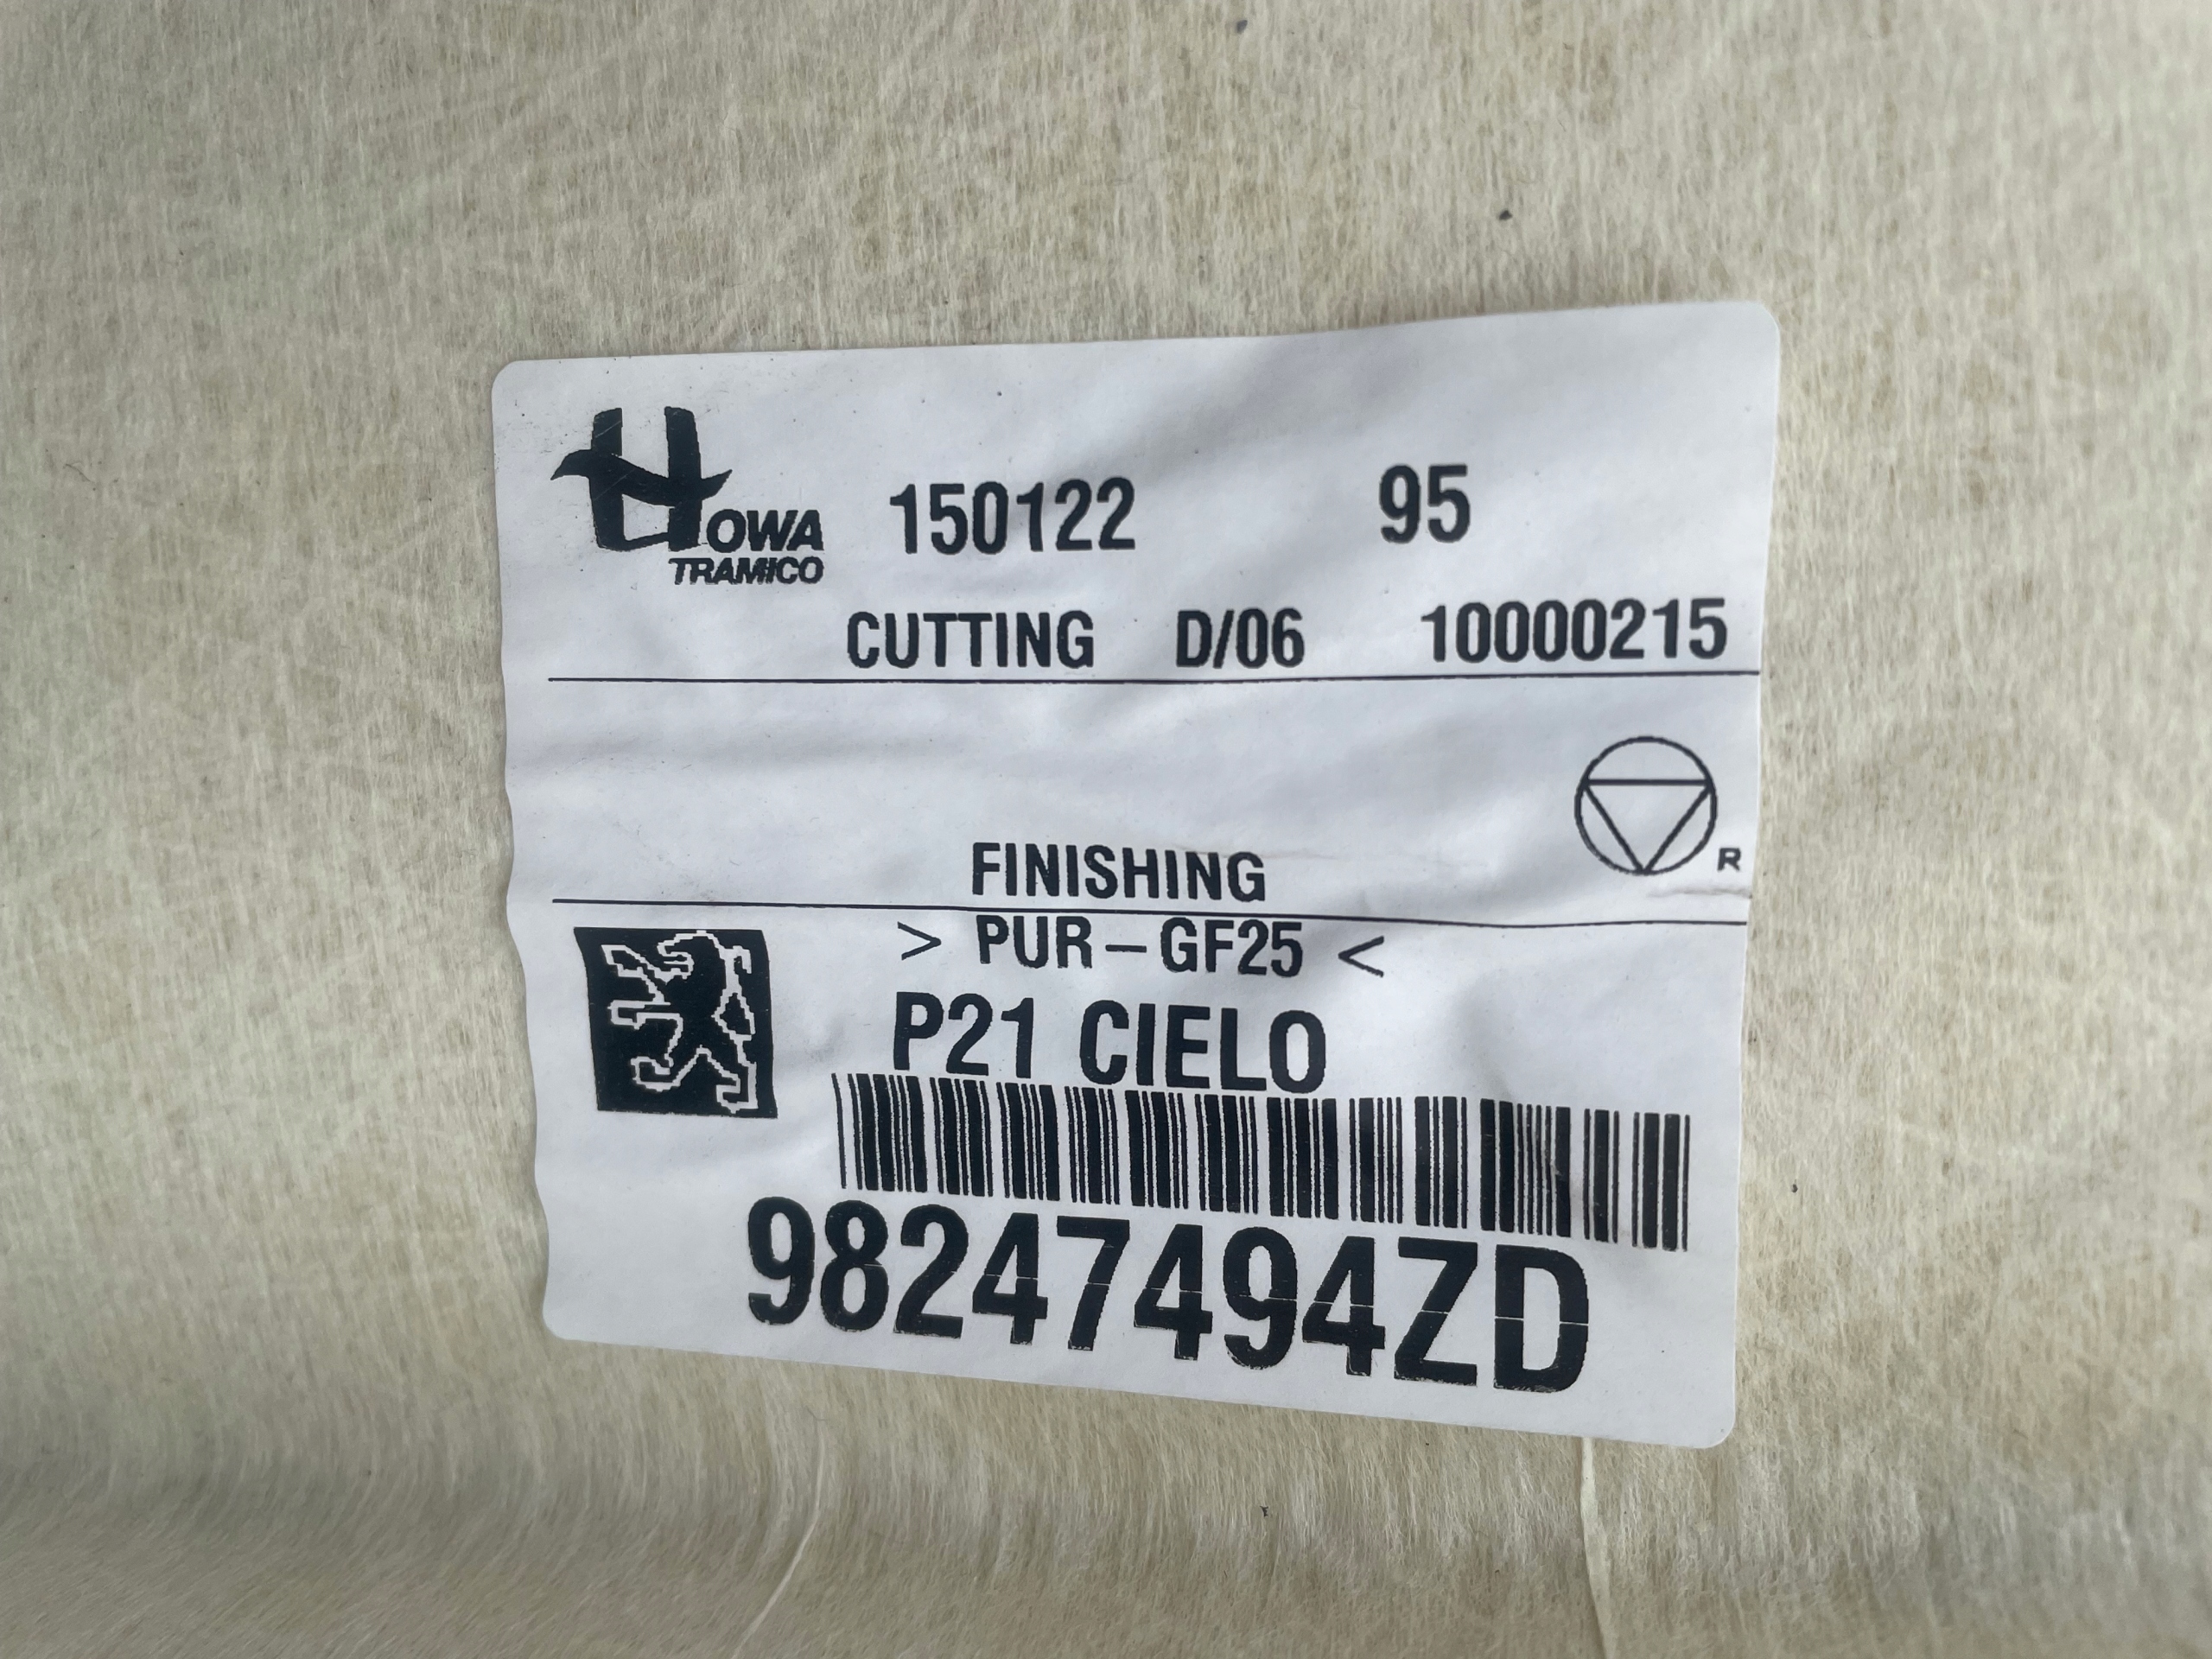 HOWA
TRAMICO
150122 95
CUTTING D/06 10000215
R
FINISHING
> PUR-GF25 <
P21 CIELO
98247494ZD